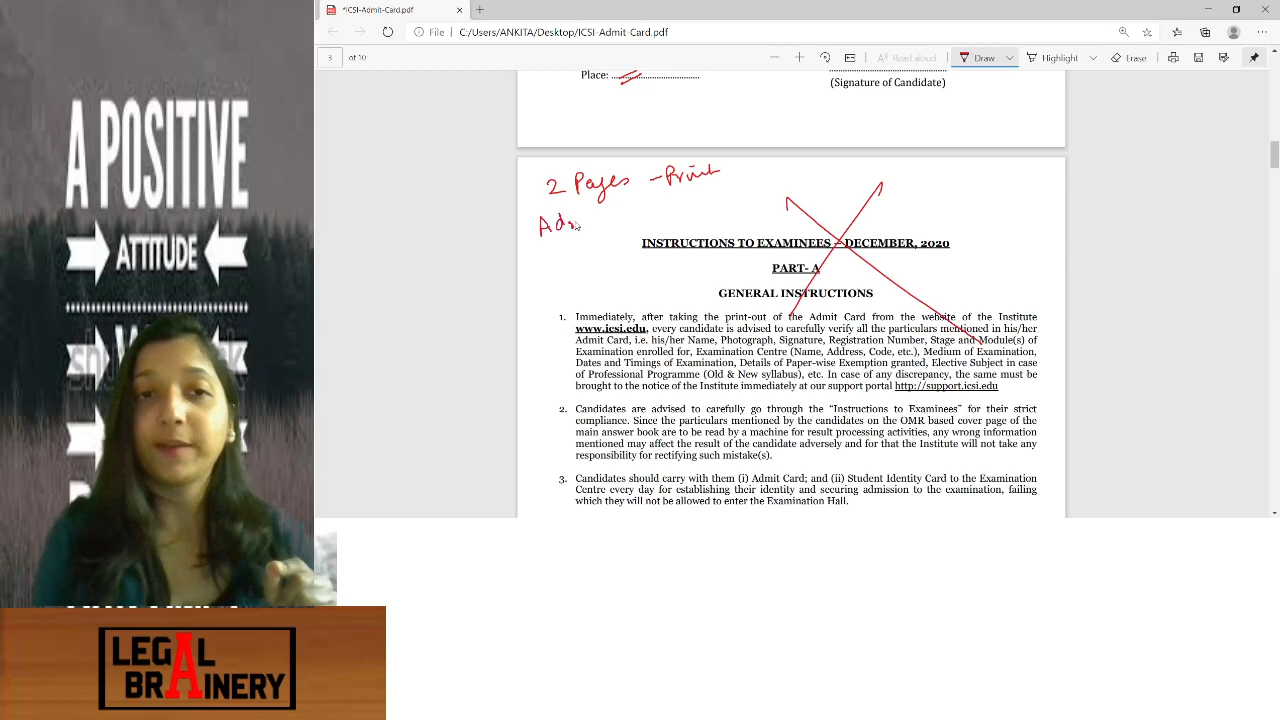 *ICSI-Admit-Card.pdf
File
C:/Users/ANKITA/Desktop/ICSI-Admit-Card.pdf
3 of 10
Read aloud
Draw
Highlight
Erase
Place:
(Signature of Candidate)
2 Pages - Print
INSTRUCTIONS TO EXAMINEES – DECEMBER, 2020
PART- A
GENERAL INSTRUCTIONS
1. Immediately, after taking the print-out of the Admit Card from the website of the Institute
www.icsi.edu, every candidate is advised to carefully verify all the particulars mentioned in his/her
Admit Card, i.e. his/her Name, Photograph, Signature, Registration Number, Stage and Module(s) of
Examination enrolled for, Examination Centre (Name, Address, Code, etc.), Medium of Examination,
Dates and Timings of Examination, Details of Paper-wise Exemption granted, Elective Subject in case
of Professional Programme (Old & New syllabus), etc. In case of any discrepancy, the same must be
brought to the notice of the Institute immediately at our support portal http://support.icsi.edu
2. Candidates are advised to carefully go through the “Instructions to Examinees” for their strict
compliance. Since the particulars mentioned by the candidates on the OMR based cover page of the
main answer book are to be read by a machine for result processing activities, any wrong information
mentioned may affect the result of the candidate adversely and for that the Institute will not take any
responsibility for rectifying such mistake(s).
3. Candidates should carry with them (i) Admit Card; and (ii) Student Identity Card to the Examination
Centre every day for establishing their identity and securing admission to the examination, failing
which they will not be allowed to enter the Examination Hall.
A POSITIVE
ATTITUDE
LEGAL
BRAINERY